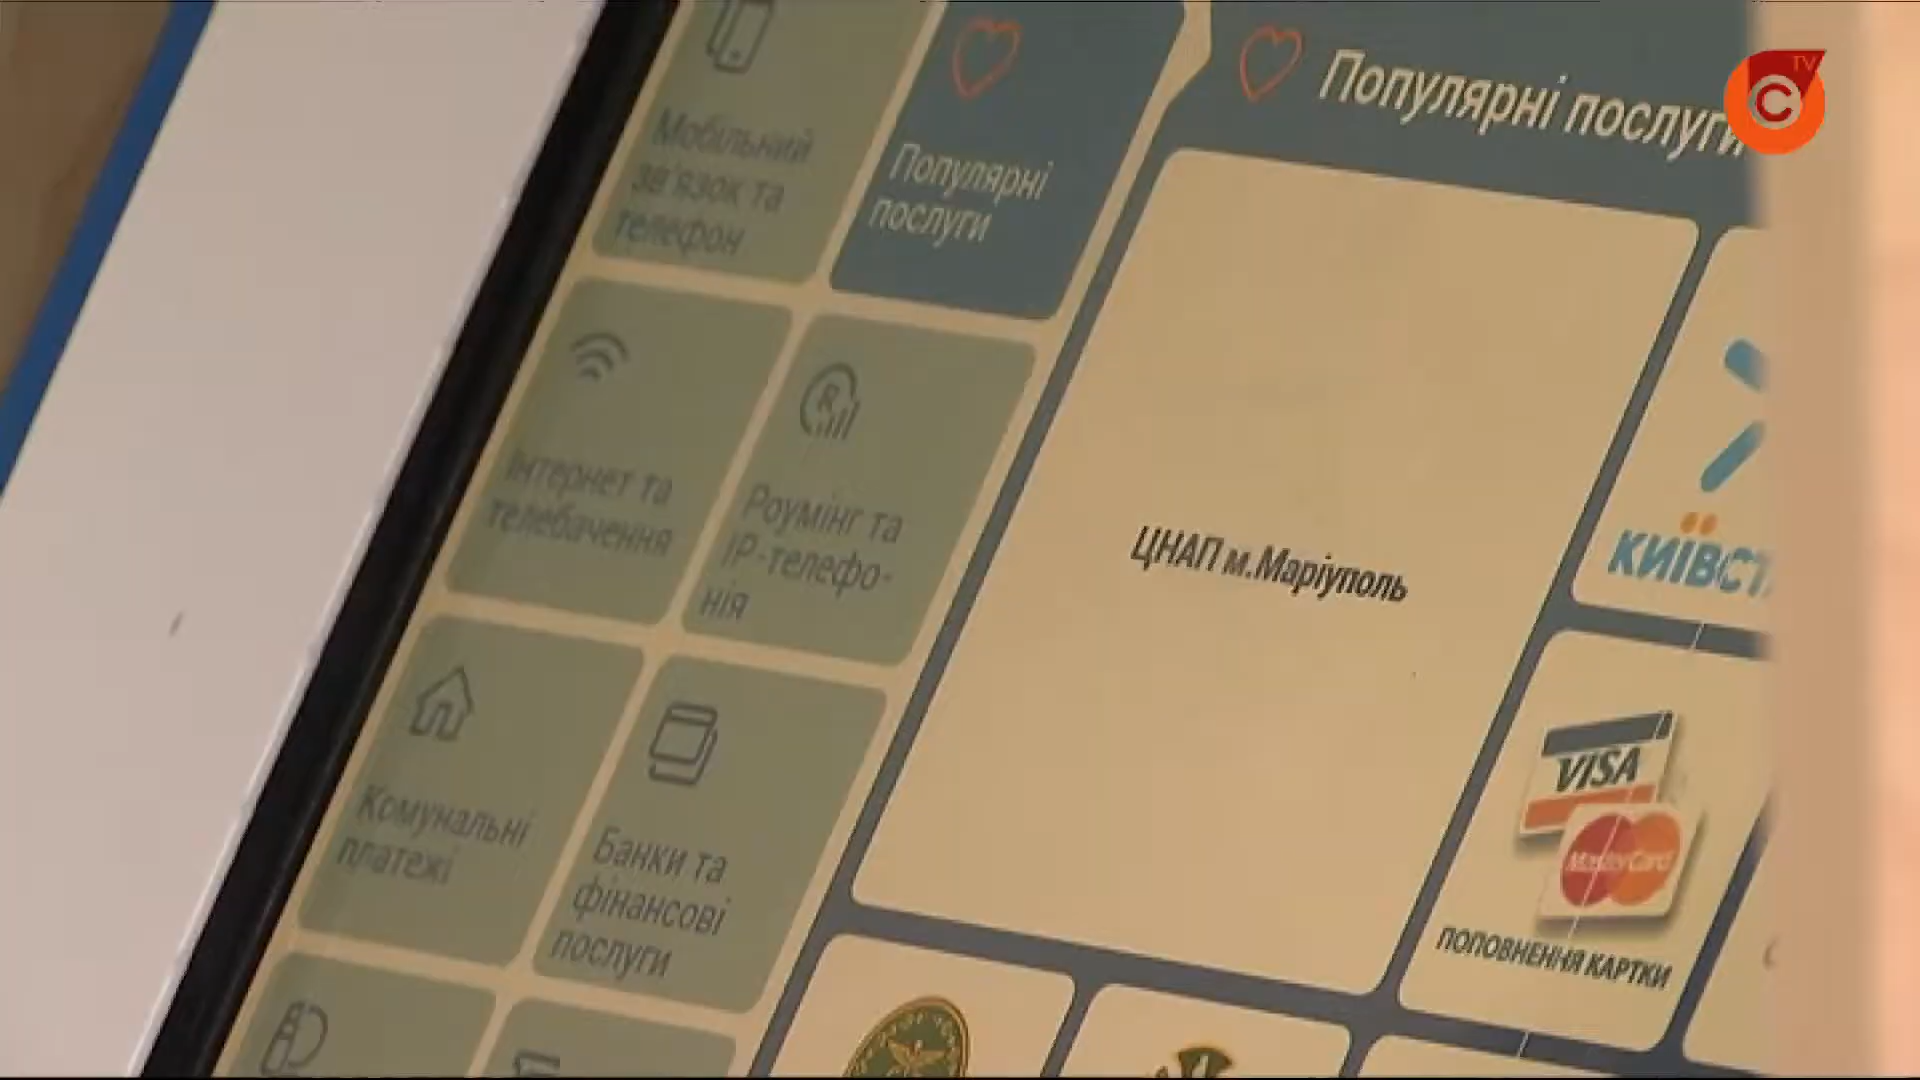 Мобільний
зв'язок та
телефон
Популярні
послуги
Популярні послуги
TV
C
Інтернет та
телебачення
R
Роумінг та
IP-телефо-
нія
ЦНАП м.Маріуполь
Комунальні
платежі
Банки та
фінансові
послуги
VISA
MasterCard
ПОПОВНЕННЯ КАРТКИ